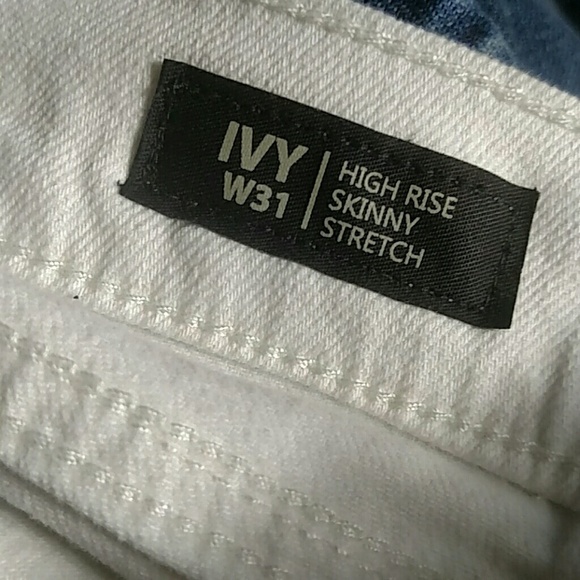 IVY
W31
HIGH RISE
SKINNY
STRETCH